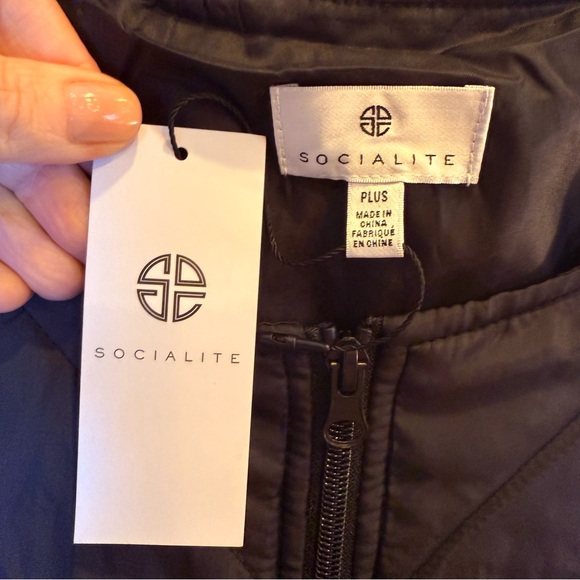 SOCIALITE
PLUS
MADE IN
CHINA
FABRIQUÉ
EN CHINE
SOCIALITE